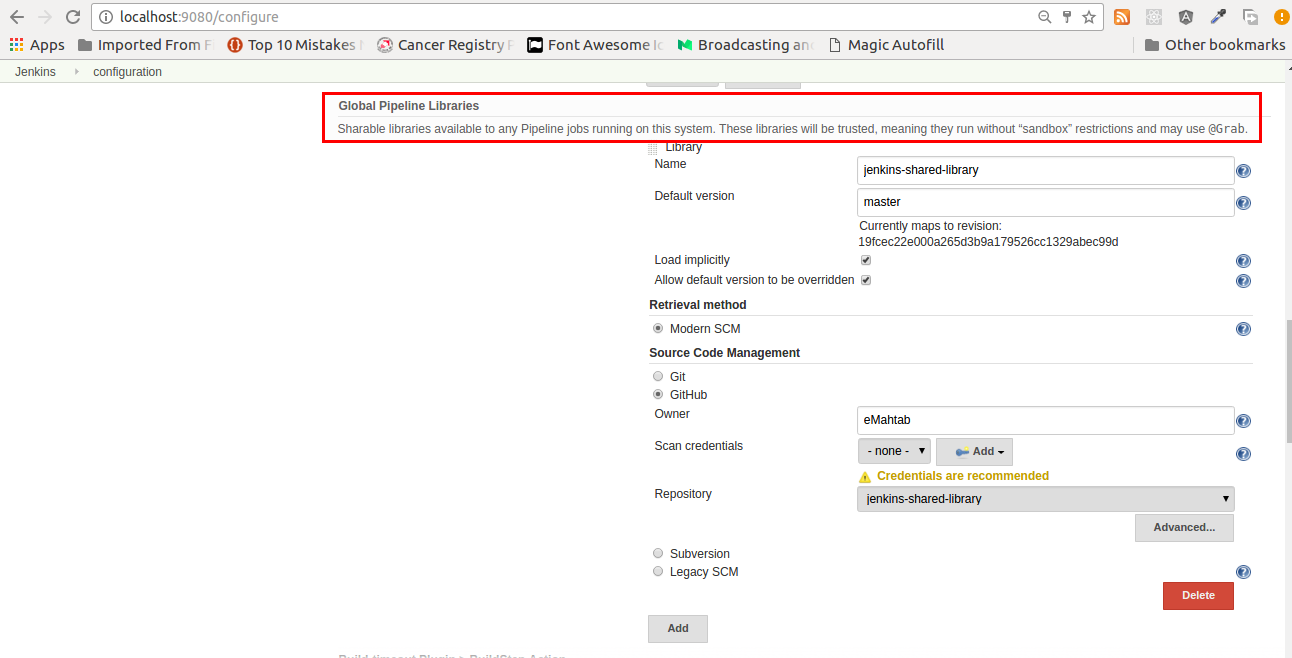 localhost:9080/configure
Apps Imported From F Top 10 Mistakes Cancer Registry Font Awesome Ic Broadcasting and Magic Autofill Other bookmarks
Jenkins configuration
Global Pipeline Libraries
Sharable libraries available to any Pipeline jobs running on this system. These libraries will be trusted, meaning they run without “sandbox” restrictions and may use @Grab.
Library
Name jenkins-shared-library
Default version master
Currently maps to revision:
19fcec22e000a265d3b9a179526cc1329abec99d
Load implicitly
Allow default version to be overridden
Retrieval method
Modern SCM
Source Code Management
Git
GitHub
Owner eMahtab
Scan credentials - none - Add
Credentials are recommended
Repository jenkins-shared-library
Advanced...
Subversion
Legacy SCM
Delete
Add